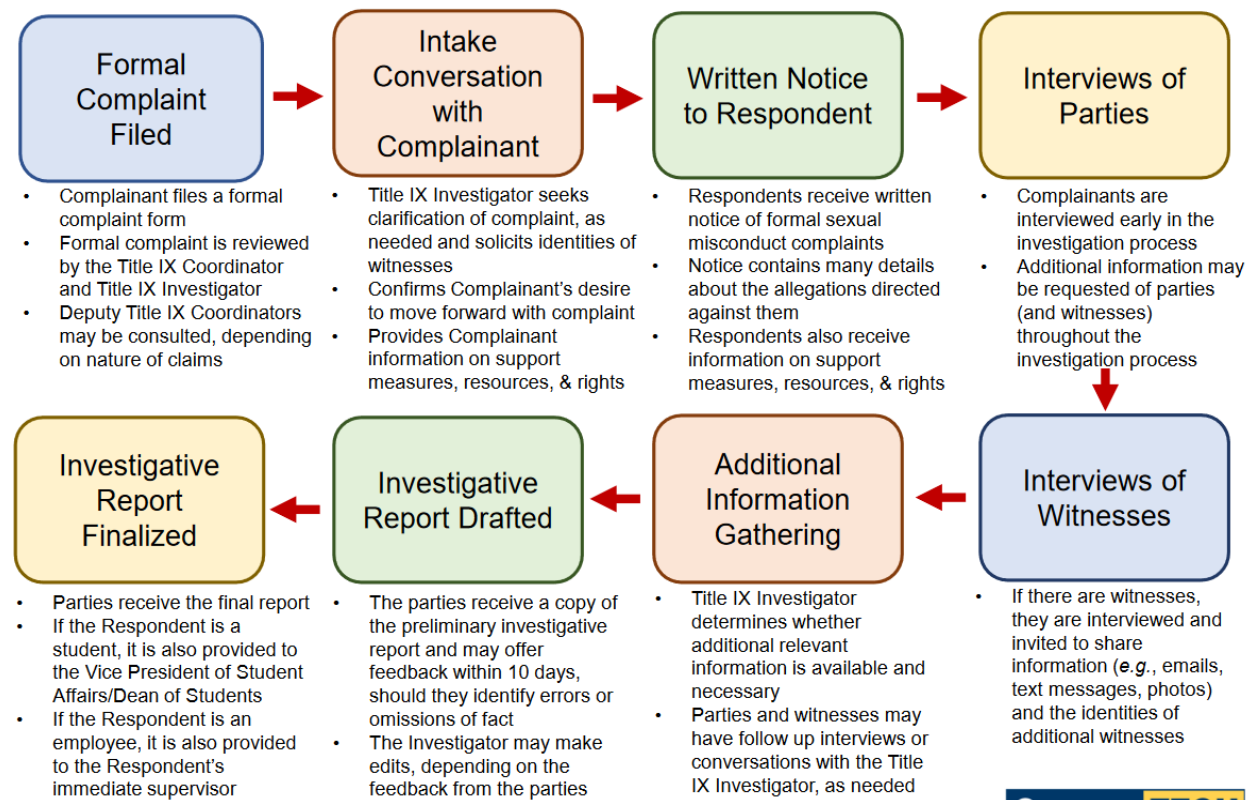 Formal
Complaint
Filed
Intake
Conversation
with
Complainant
Written Notice
to Respondent
Interviews of
Parties
• Complainant files a formal
complaint form
• Formal complaint is reviewed
by the Title IX Coordinator
and Title IX Investigator
• Deputy Title IX Coordinators
may be consulted, depending
on nature of claims
• Title IX Investigator seeks
clarification of complaint, as
needed and solicits identities of
witnesses
• Confirms Complainant’s desire
to move forward with complaint
• Provides Complainant
information on support
measures, resources, & rights
• Respondents receive written
notice of formal sexual
misconduct complaints
• Notice contains many details
about the allegations directed
against them
• Respondents also receive
information on support
measures, resources, & rights
• Complainants are
interviewed early in the
investigation process
• Additional information may
be requested of parties
(and witnesses)
throughout the
investigation process
Investigative
Report
Finalized
Investigative
Report Drafted
Additional
Information
Gathering
Interviews of
Witnesses
• Parties receive the final report
• If the Respondent is a
student, it is also provided to
the Vice President of Student
Affairs/Dean of Students
• If the Respondent is an
employee, it is also provided
to the Respondent’s
immediate supervisor
• The parties receive a copy of
the preliminary investigative
report and may offer
feedback within 10 days,
should they identify errors or
omissions of fact
• The Investigator may make
edits, depending on the
feedback from the parties
• Title IX Investigator
determines whether
additional relevant
information is available and
necessary
• Parties and witnesses may
have follow up interviews or
conversations with the Title
IX Investigator, as needed
• If there are witnesses,
they are interviewed and
invited to share
information (e.g., emails,
text messages, photos)
and the identities of
additional witnesses